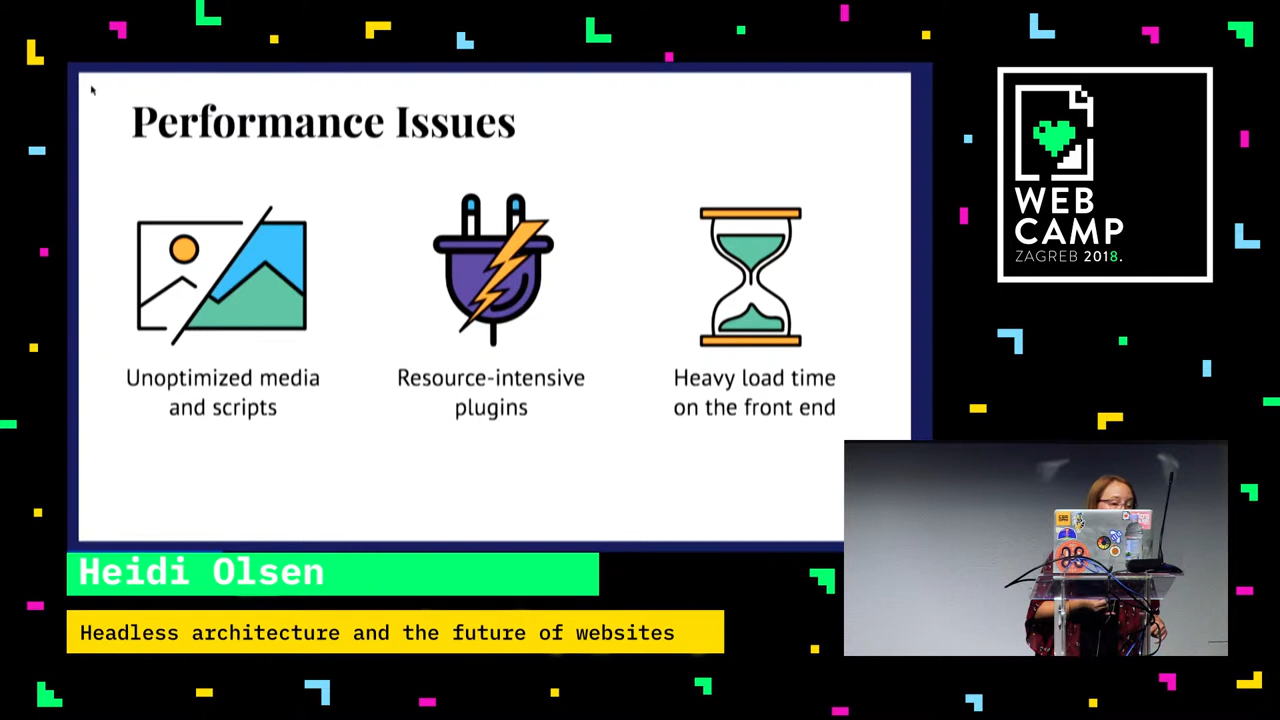 Performance Issues
Unoptimized media
and scripts
Resource-intensive
plugins
Heavy load time
on the front end
WEB
CAMP
ZAGREB 2018.
Heidi Olsen
Headless architecture and the future of websites